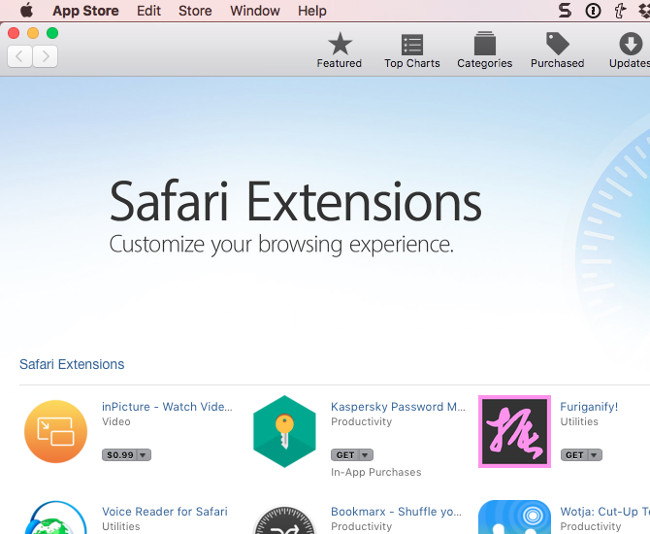 App Store Edit Store Window Help
Featured Top Charts Categories Purchased Updates
Safari Extensions
Customize your browsing experience.
Safari Extensions
inPicture - Watch Vide... Kaspersky Password M... Furiganify!
Video Productivity Utilities
$0.99 GET GET
In-App Purchases
Voice Reader for Safari Bookmarx - Shuffle yo... Wotja: Cut-Up Te
Utilities Productivity Productivity